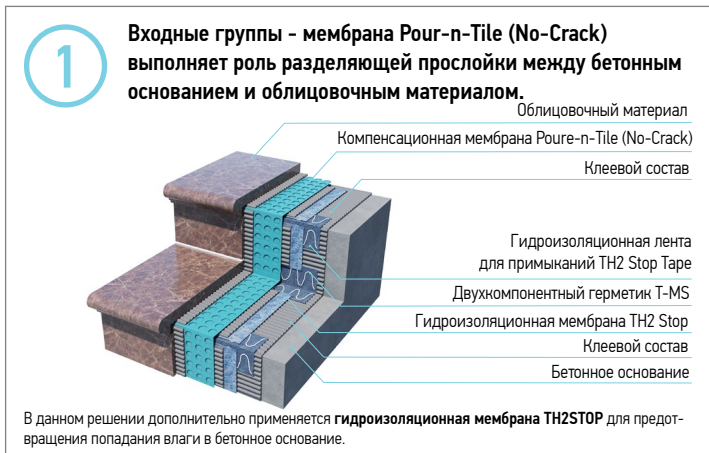 1
Входные группы - мембрана Pour-n-Tile (No-Crack)
выполняет роль разделяющей прослойки между бетонным
основанием и облицовочным материалом.
Облицовочный материал
Компенсационная мембрана Poure-n-Tile (No-Crack)
Клеевой состав
Гидроизоляционная лента
для примыканий TH2 Stop Tape
Двухкомпонентный герметик T-MS
Гидроизоляционная мембрана TH2 Stop
Клеевой состав
Бетонное основание
В данном решении дополнительно применяется гидроизоляционная мембрана TH2STOP для предот-
вращения попадания влаги в бетонное основание.